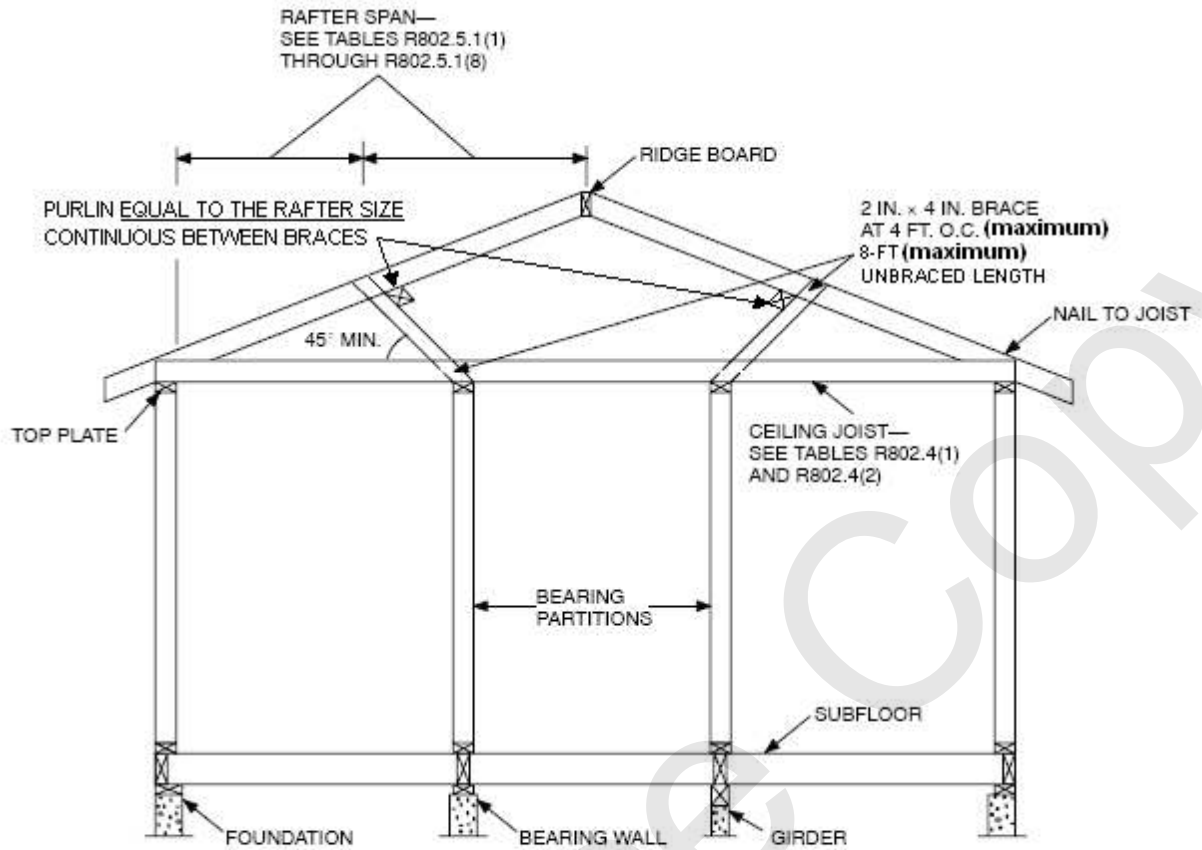 RAFTER SPAN—
SEE TABLES R802.5.1(1)
THROUGH R802.5.1(8)
RIDGE BOARD
PURLIN EQUAL TO THE RAFTER SIZE
CONTINUOUS BETWEEN BRACES
2 IN. × 4 IN. BRACE
AT 4 FT. O.C. (maximum)
8-FT (maximum)
UNBRACED LENGTH
NAIL TO JOIST
45° MIN.
TOP PLATE
CEILING JOIST—
SEE TABLES R802.4(1)
AND R802.4(2)
BEARING
PARTITIONS
SUBFLOOR
FOUNDATION
BEARING WALL
GIRDER
e Copy